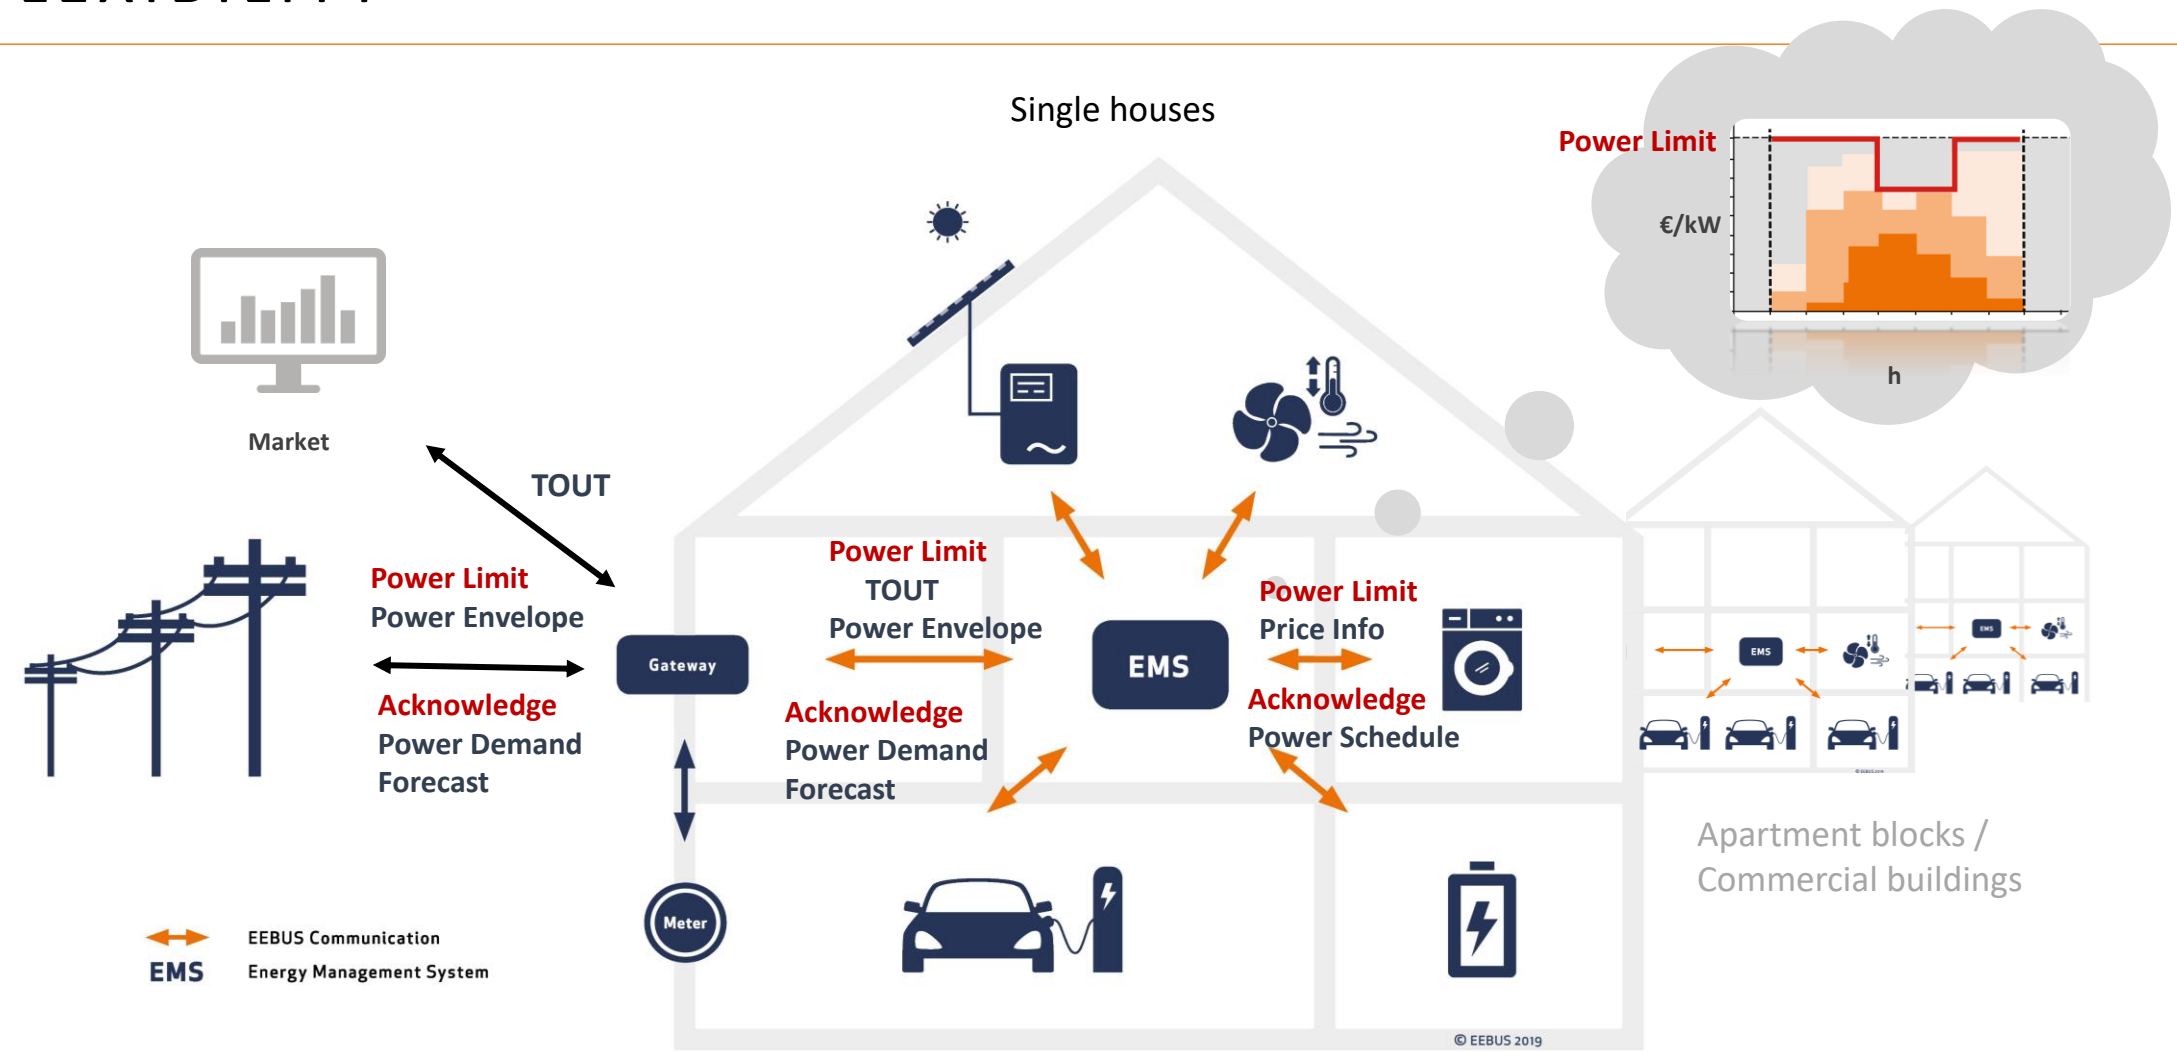 Single houses
Power Limit
€/kW
h
Market
TOUT
Power Limit
Power Envelope
Acknowledge
Power Demand
Forecast
Gateway
Power Limit
TOUT
Power Envelope
Acknowledge
Power Demand
Forecast
EMS
Power Limit
Price Info
Acknowledge
Power Schedule
EMS
EMS
Apartment blocks /
Commercial buildings
Meter
EEBUS Communication
EMS Energy Management System
© EEBUS 2019